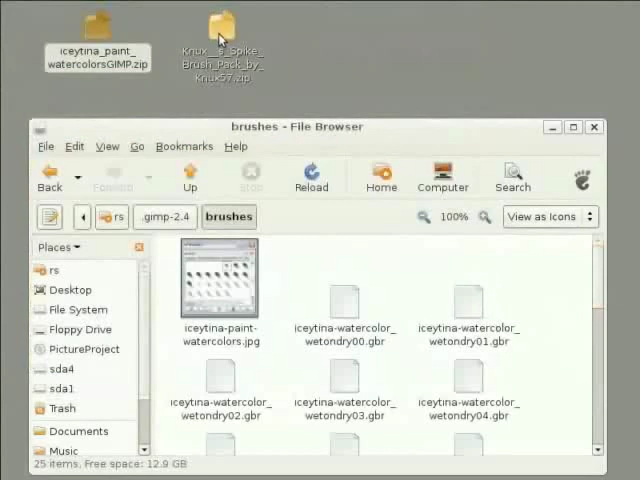 iceytina_paint_
watercolorsGIMP.zip
Knux__s_Spike_
Brush_Pack_by_
Knux57.zip
brushes - File Browser
File Edit View Go Bookmarks Help
Back Forward Up Stop Reload Home Computer Search
rs .gimp-2.4 brushes 100% View as Icons
Places
rs
Desktop
File System
Floppy Drive
PictureProject
sda4
sda1
Trash
Documents
Music
iceytina-paint-
watercolors.jpg
iceytina-watercolor_
wetondry00.gbr
iceytina-watercolor_
wetondry01.gbr
iceytina-watercolor_
wetondry02.gbr
iceytina-watercolor_
wetondry03.gbr
iceytina-watercolor_
wetondry04.gbr
25 items, Free space: 12.9 GB